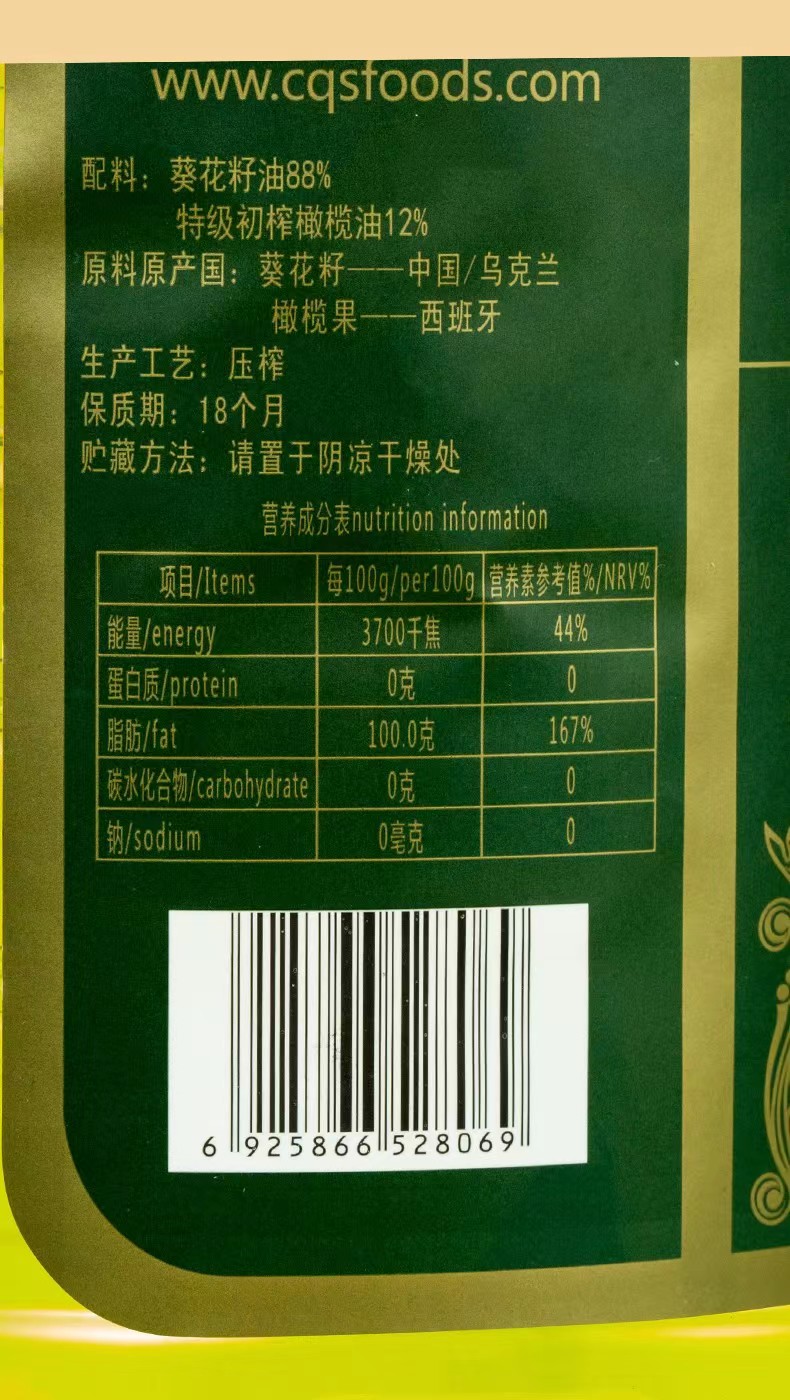 www.cqsfoods.com
配料：葵花籽油88%
特级初榨橄榄油12%
原料原产国：葵花籽——中国/乌克兰
橄榄果——西班牙
生产工艺：压榨
保质期：18个月
贮藏方法：请置于阴凉干燥处
营养成分表nutrition information
项目/Items 每100g/per100g 营养素参考值%/NRV%
能量/energy 3700千焦 44%
蛋白质/protein 0克 0
脂肪/fat 100.0克 167%
碳水化合物/carbohydrate 0克 0
钠/sodium 0毫克 0
6 925866 528069